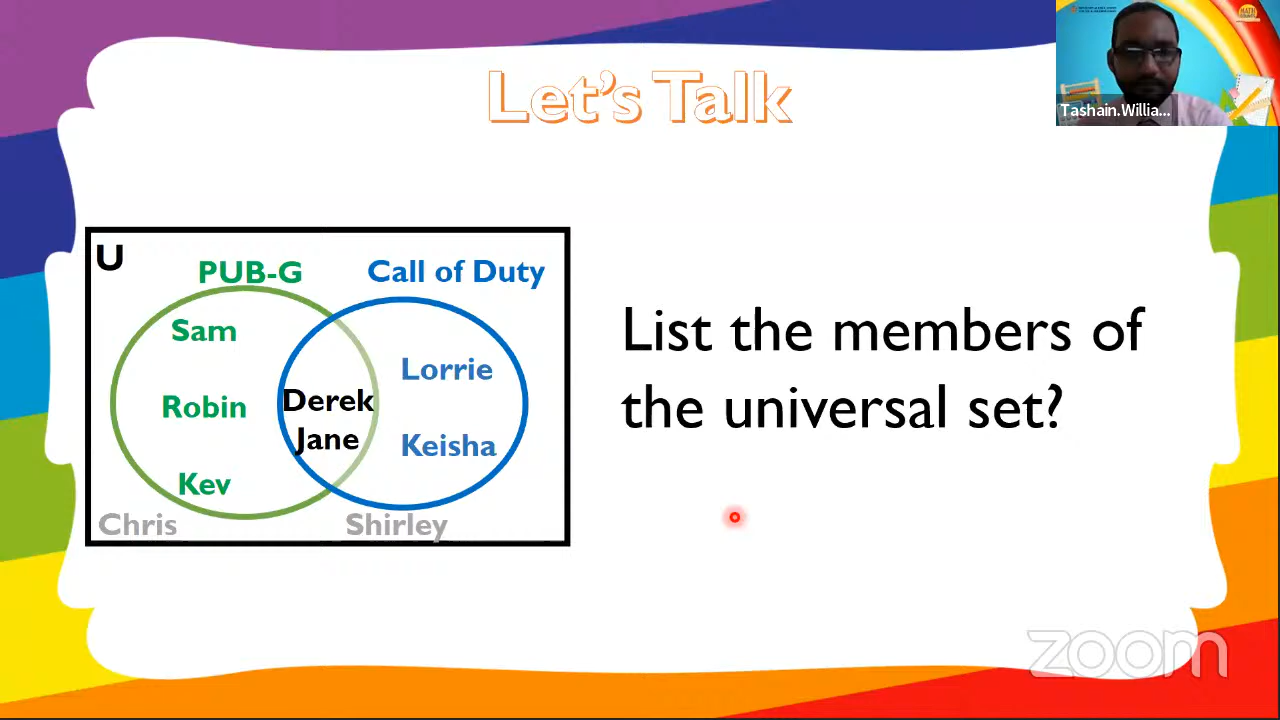 Let's Talk
Tashain.Willia...
U
PUB-G
Call of Duty
Sam
Robin
Kev
Derek
Jane
Lorrie
Keisha
Chris
Shirley
List the members of
the universal set?
zoom